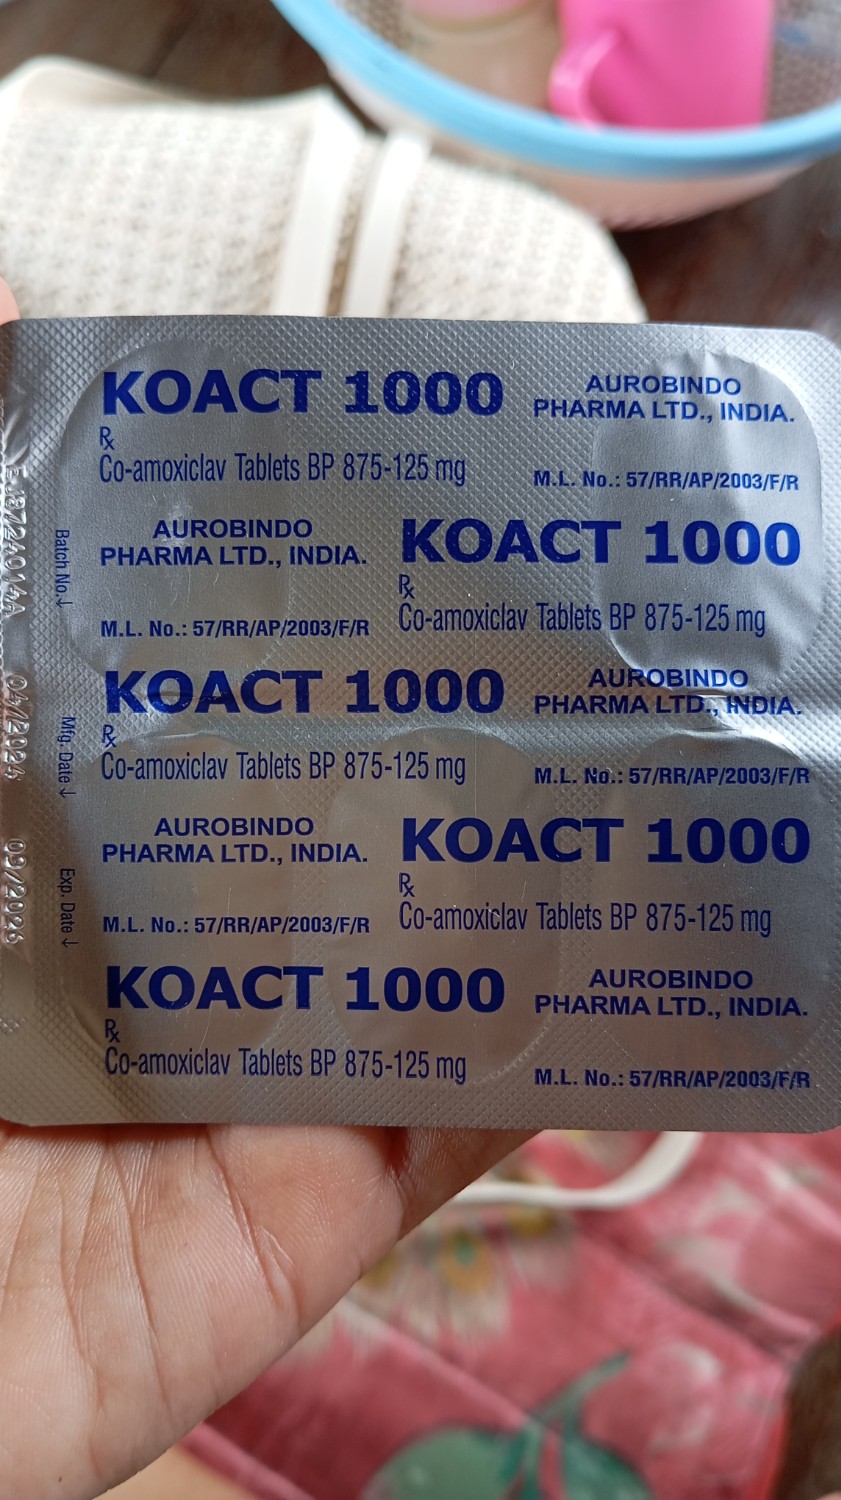 KOACT 1000
AUROBINDO
PHARMA LTD., INDIA.
Rx
Co-amoxiclav Tablets BP 875-125 mg
M.L. No.: 57/RR/AP/2003/F/R
AUROBINDO
PHARMA LTD., INDIA.
KOACT 1000
Rx
Co-amoxiclav Tablets BP 875-125 mg
M.L. No.: 57/RR/AP/2003/F/R
KOACT 1000
AUROBINDO
PHARMA LTD., INDIA.
Rx
Co-amoxiclav Tablets BP 875-125 mg
M.L. No.: 57/RR/AP/2003/F/R
AUROBINDO
PHARMA LTD., INDIA.
KOACT 1000
Rx
Co-amoxiclav Tablets BP 875-125 mg
M.L. No.: 57/RR/AP/2003/F/R
KOACT 1000
AUROBINDO
PHARMA LTD., INDIA.
Rx
Co-amoxiclav Tablets BP 875-125 mg
M.L. No.: 57/RR/AP/2003/F/R
Batch No.↓
Mfg. Date ↓
Exp. Date ↓
09/2026